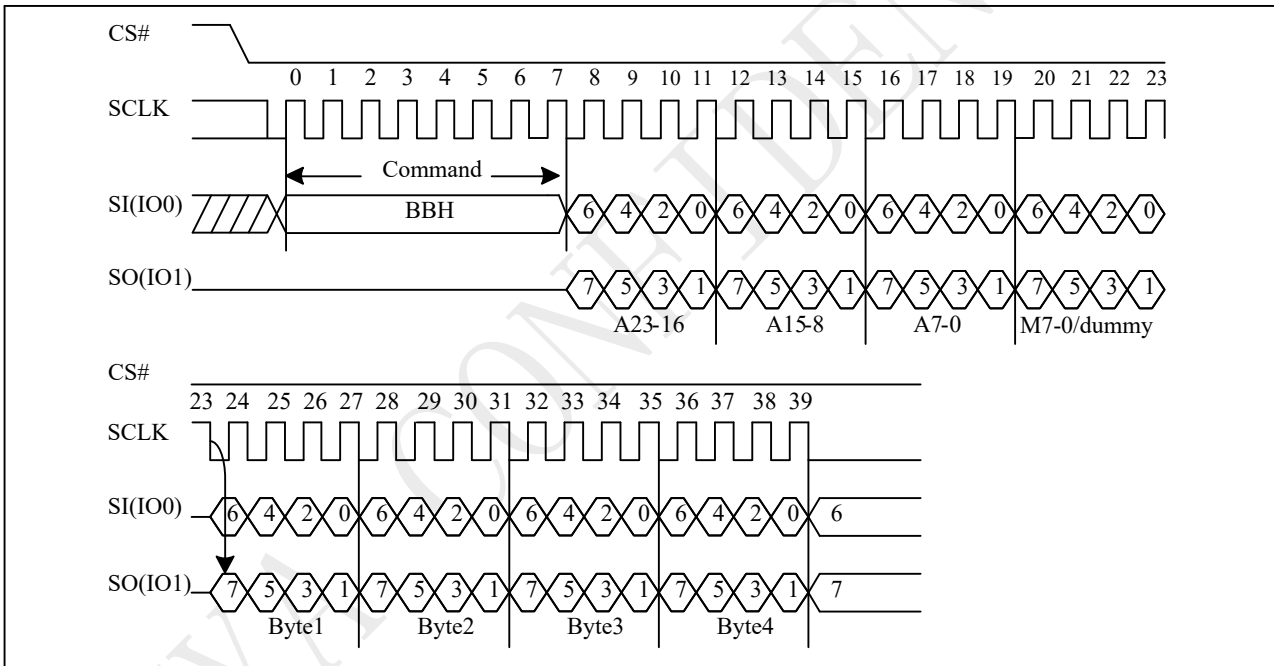 CS#
0 1 2 3 4 5 6 7 8 9 10 11 12 13 14 15 16 17 18 19 20 21 22 23
SCLK
Command
SI(IO0) BBH 6 4 2 0 6 4 2 0 6 4 2 0 6 4 2 0
SO(IO1) 7 5 3 1 7 5 3 1 7 5 3 1 7 5 3 1
A23-16 A15-8 A7-0 M7-0/dummy
CS#
23 24 25 26 27 28 29 30 31 32 33 34 35 36 37 38 39
SCLK
SI(IO0) 6 4 2 0 6 4 2 0 6 4 2 0 6 4 2 0 6
SO(IO1) 7 5 3 1 7 5 3 1 7 5 3 1 7 5 3 1 7
Byte1 Byte2 Byte3 Byte4